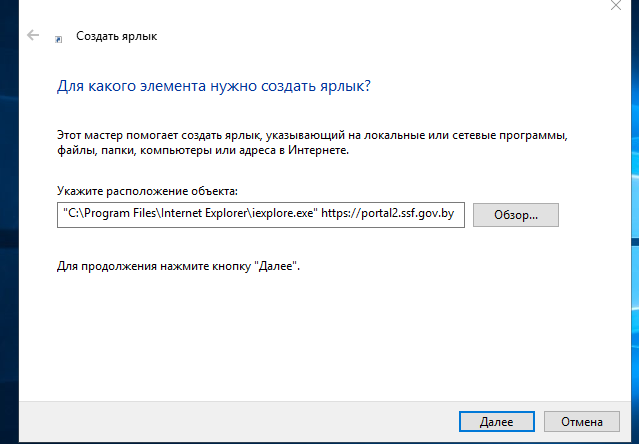 Создать ярлык
Для какого элемента нужно создать ярлык?
Этот мастер помогает создать ярлык, указывающий на локальные или сетевые программы,
файлы, папки, компьютеры или адреса в Интернете.
Укажите расположение объекта:
"C:\Program Files\Internet Explorer\iexplore.exe" https://portal2.ssf.gov.by
Обзор...
Для продолжения нажмите кнопку "Далее".
Далее
Отмена